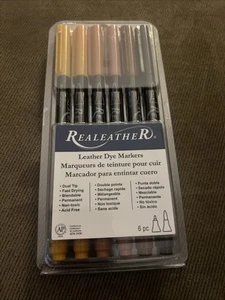 REALEATHER®
Leather Dye Markers
Marqueurs de teinture pour cuir
Marcador para entintar cuero
• Dual Tip
• Fast Drying
• Blendable
• Permanent
• Non-toxic
• Acid Free
• Double pointe
• Séchage rapide
• Mélangeable
• Permanent
• Non toxique
• Sans acide
• Punta doble
• Secado rápido
• Mezclable
• Permanente
• No tóxico
• Sin Ácido
AP
6 pc